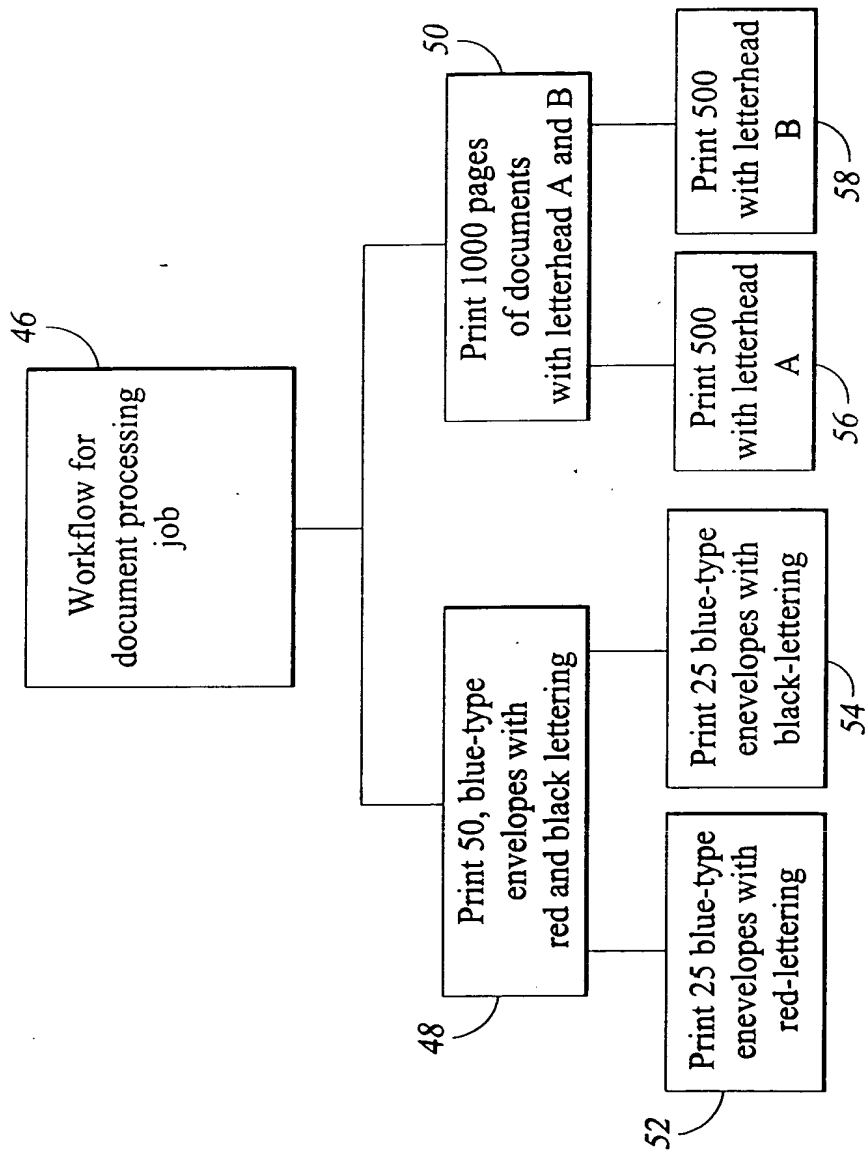 46
Workflow for
document processing
job
48
Print 50, blue-type
envelopes with
red and black lettering
50
Print 1000 pages
of documents
with letterhead A and B
52
Print 25 blue-type
enevelopes with
red-lettering
54
Print 25 blue-type
enevelopes with
black-lettering
56
Print 500
with letterhead
A
58
Print 500
with letterhead
B